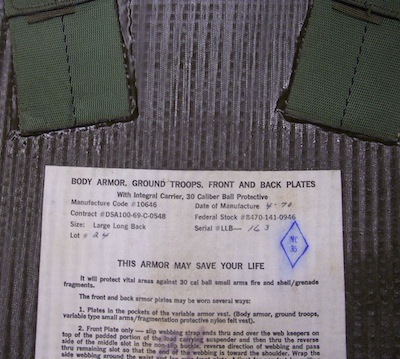 BODY ARMOR, GROUND TROOPS, FRONT AND BACK PLATES
With Integral Carrier, 30 Caliber Ball Protective
Manufacture Code #10646 Date of Manufacture 4-70
Contract #DSA100-69-C-0548 Federal Stock #8470-141-0946
Size: Large Long Back Serial #LLB— 163
Lot # 24
THIS ARMOR MAY SAVE YOUR LIFE
It will protect vital areas against 30 cal ball small arms fire and shell/grenade
fragments.
The front and back armor plates may be worn several ways:
1. Plates in the pockets of the variable armor vest. (Body armor, ground troops,
variable type small arms/fragmentation protective nylon felt vest).
2. Front Plate only — slip webbing strap ends thru and over the web keepers on
top of the padded portion of the load carrying suspender and then thru the reverse
side of the middle slot in the non-slip buckle, reverse direction of webbing and pass
thru remaining slot so that the end of the webbing is toward the shoulder. Wrap the
side webbing around the waist